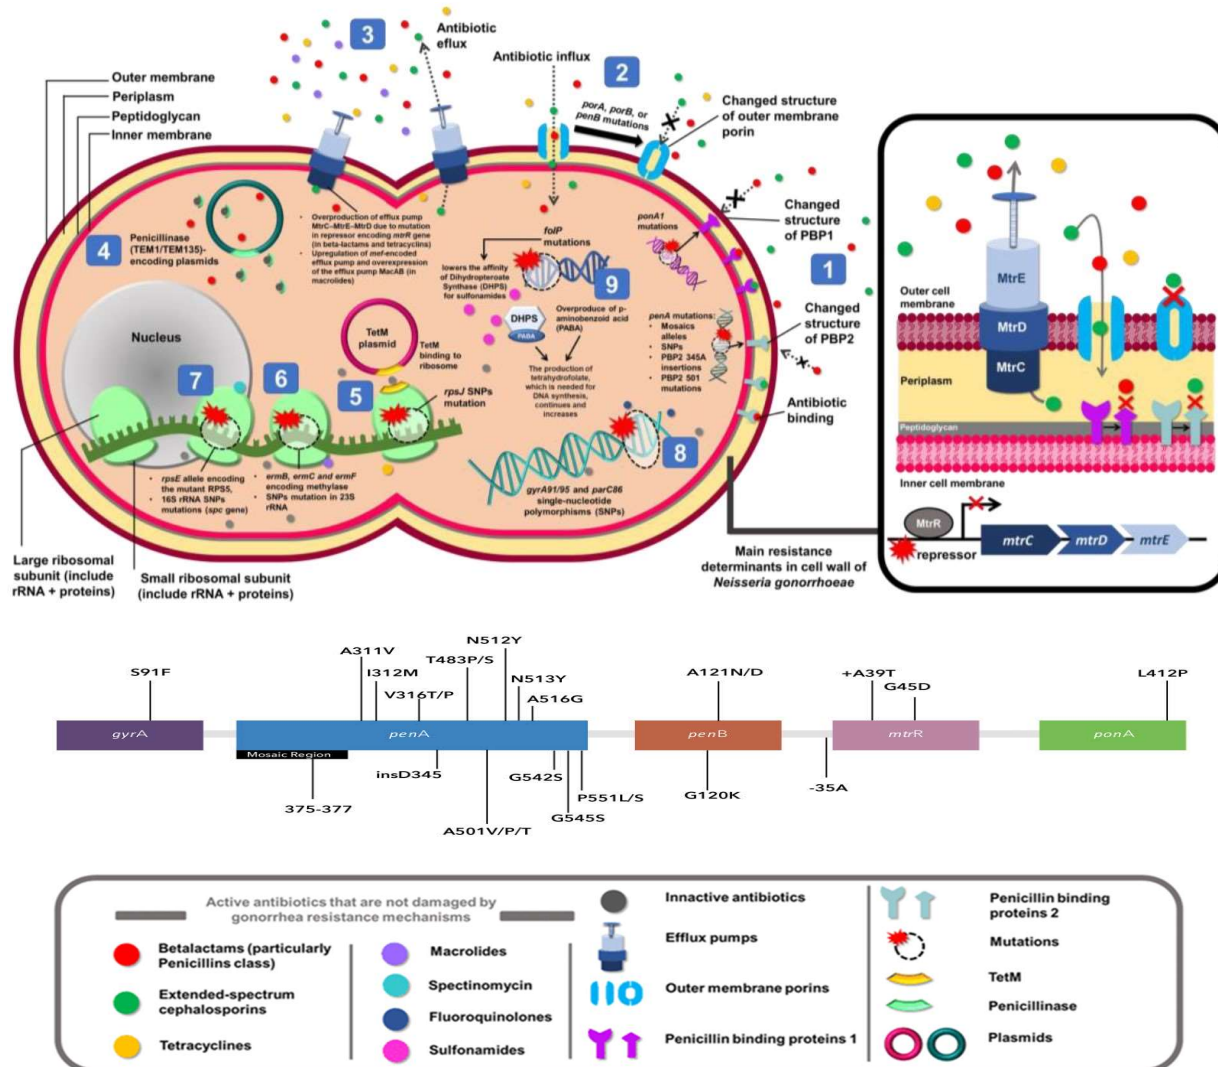 3
Antibiotic
eflux
Antibiotic influx
2
porA, porB, or
penB mutations
Changed structure
of outer membrane
porin
Outer membrane
Periplasm
Peptidoglycan
Inner membrane
4
Penicillinase
(TEM1/TEM135)-
encoding plasmids
• Overproduction of efflux pump
MtrC–MtrE–MtrD due to mutation
in repressor encoding mtrR gene
(in beta-lactams and tetracyclins)
• Upregulation of mef-encoded
efflux pump and overexpression
of the efflux pump MacAB (in
macrolides)
folP
mutations
lowers the affinity
of Dihydropteroate
Synthase (DHPS)
for sulfonamides
9
DHPS
PABA
Overproduce of p-
aminobenzoid acid
(PABA)
The production of
tetrahydrofolate,
which is needed for
DNA synthesis,
continues and
increases
ponA1
mutations
Changed
structure
of PBP1
1
Changed
structure
of PBP2
penA mutations:
• Mosaics
alleles
• SNPs
• PBP2 345A
insertions
• PBP2 501
mutations
Antibiotic
binding
Nucleus
TetM
plasmid
TetM
binding to
ribosome
7
6
5
rpsJ SNPs
mutation
8
• rpsE allele encoding
the mutant RPS5,
• 16S rRNA SNPs
mutations (spc gene)
• ermB, ermC and ermF
encoding methylase
• SNPs mutation in 23S
rRNA
gyrA91/95 and parC86
single-nucleotide
polymorphisms (SNPs)
Large ribosomal
subunit (include
rRNA + proteins)
Small ribosomal subunit
(include rRNA + proteins)
Main resistance
determinants in cell wall of
Neisseria gonorrhoeae
MtrE
Outer cell
membrane
MtrD
MtrC
Periplasm
Peptidoglycan
Inner cell membrane
MtrR
repressor
mtrC
mtrD
mtrE
S91F
A311V
I312M
V316T/P
T483P/S
N512Y
N513Y
A516G
A121N/D
+A39T
G45D
L412P
gyrA
penA
penB
mtrR
ponA
Mosaic Region
375-377
insD345
A501V/P/T
G542S
G545S
P551L/S
G120K
-35A
Active antibiotics that are not damaged by
gonorrhea resistance mechanisms
Betalactams (particularly
Penicillins class)
Extended-spectrum
cephalosporins
Tetracyclines
Macrolides
Spectinomycin
Fluoroquinolones
Sulfonamides
Innactive antibiotics
Efflux pumps
Outer membrane porins
Penicillin binding proteins 1
Penicillin binding
proteins 2
Mutations
TetM
Penicillinase
Plasmids